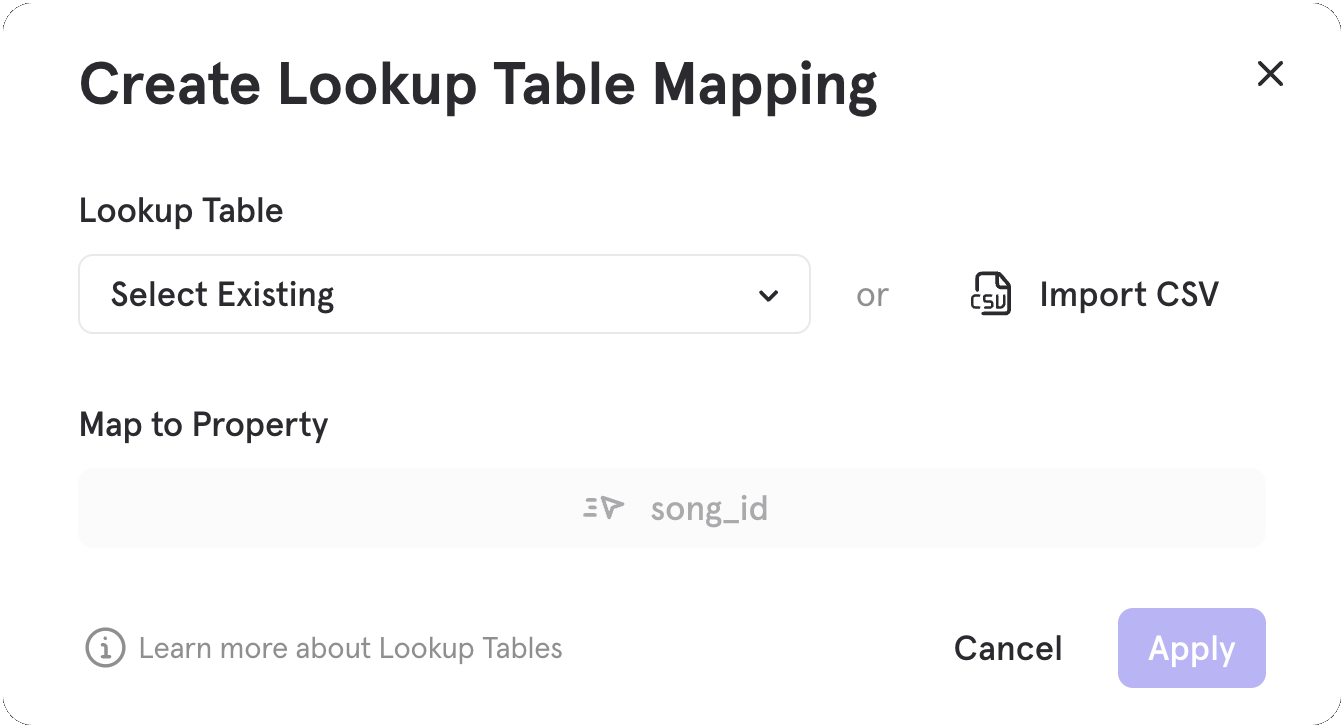 Create Lookup Table Mapping
Lookup Table
Select Existing
or
CSV
Import CSV
Map to Property
song_id
Learn more about Lookup Tables
Cancel
Apply